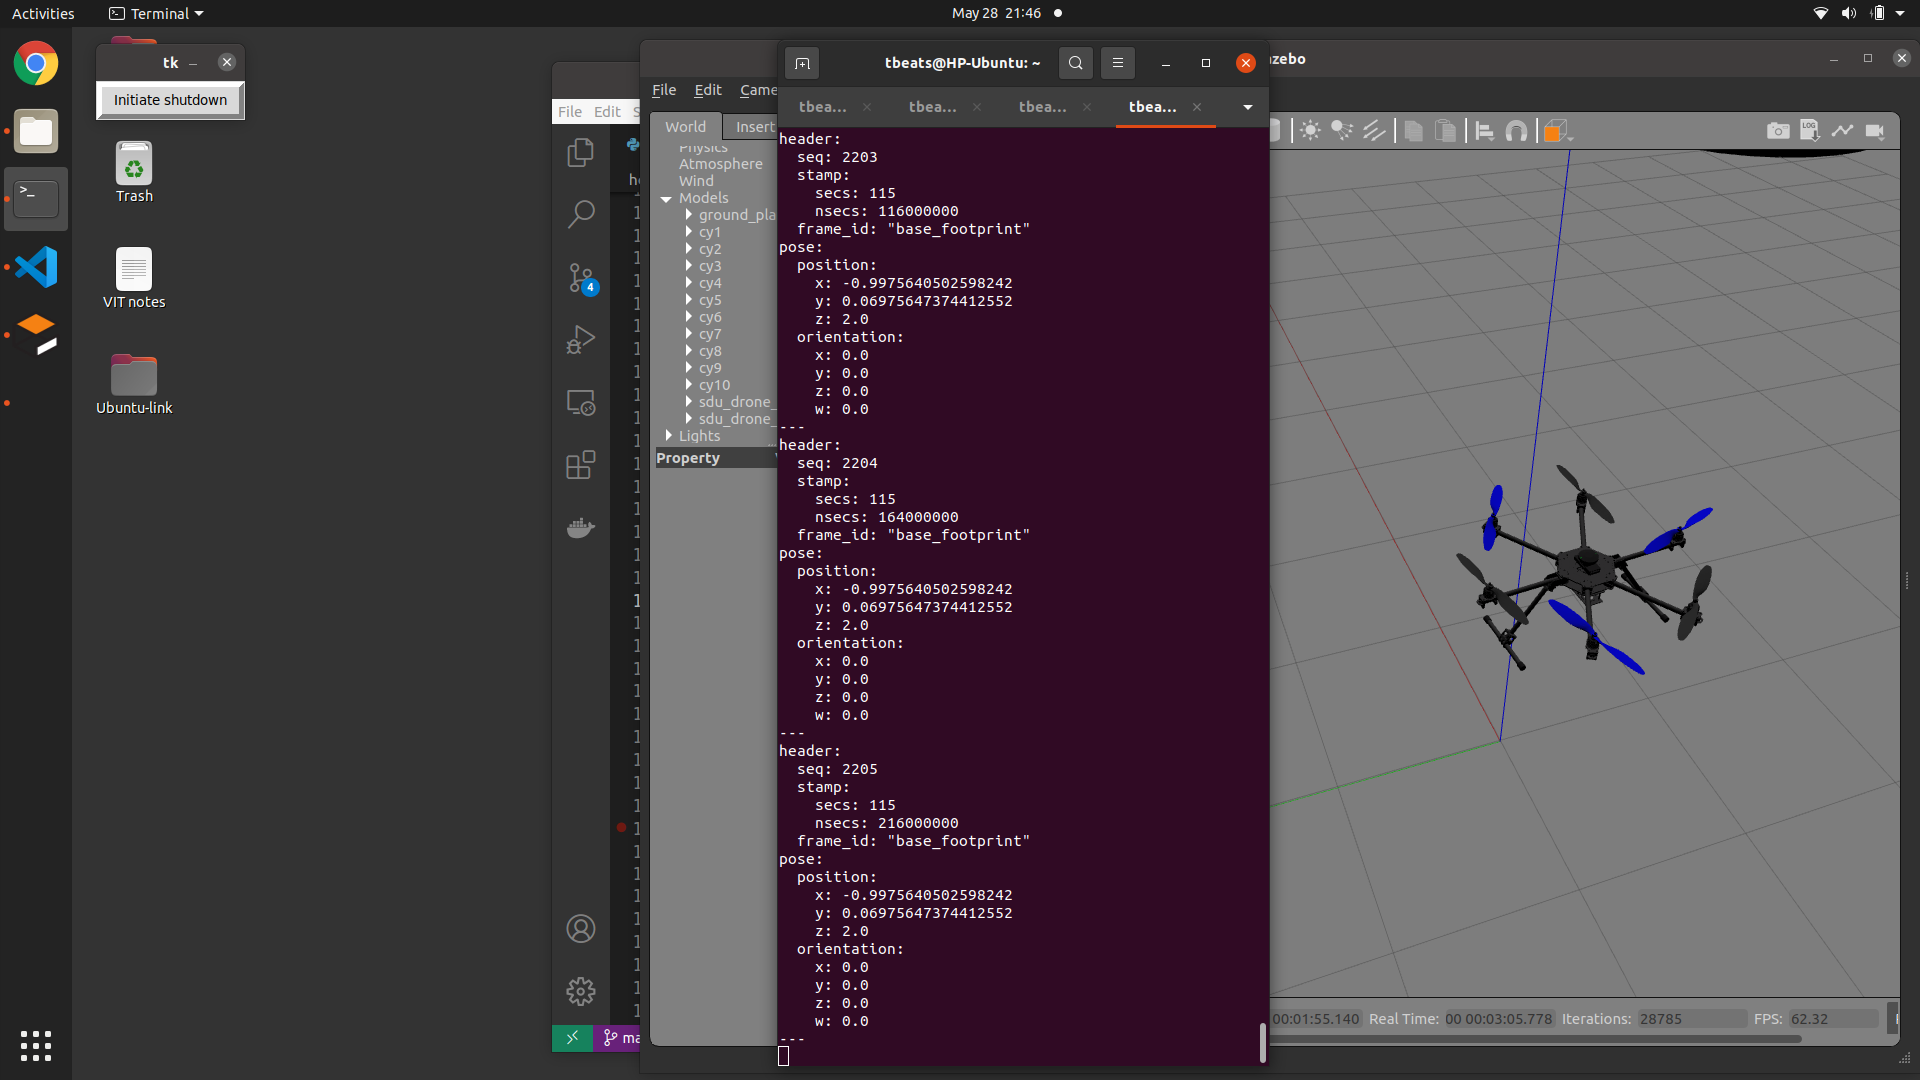 Activities
Terminal
May 28 21:46
tk
Initiate shutdown
Trash
VIT notes
Ubuntu-link
File Edit S
4
ma
zebo
File Edit Came
World
Insert
Physics
Atmosphere
Wind
Models
ground_pla
cy1
cy2
cy3
cy4
cy5
cy6
cy7
cy8
cy9
cy10
sdu_drone_
sdu_drone_
Lights
Property
tbeats@HP-Ubuntu: ~
tbea...
tbea...
tbea...
tbea...
header:
seq: 2203
stamp:
secs: 115
nsecs: 116000000
frame_id: "base_footprint"
pose:
position:
x: -0.9975640502598242
y: 0.06975647374412552
z: 2.0
orientation:
x: 0.0
y: 0.0
z: 0.0
w: 0.0
---
header:
seq: 2204
stamp:
secs: 115
nsecs: 164000000
frame_id: "base_footprint"
pose:
position:
x: -0.9975640502598242
y: 0.06975647374412552
z: 2.0
orientation:
x: 0.0
y: 0.0
z: 0.0
w: 0.0
---
header:
seq: 2205
stamp:
secs: 115
nsecs: 216000000
frame_id: "base_footprint"
pose:
position:
x: -0.9975640502598242
y: 0.06975647374412552
z: 2.0
orientation:
x: 0.0
y: 0.0
z: 0.0
w: 0.0
---
LOG
00:01:55.140 Real Time: 00 00:03:05.778 Iterations: 28785 FPS: 62.32